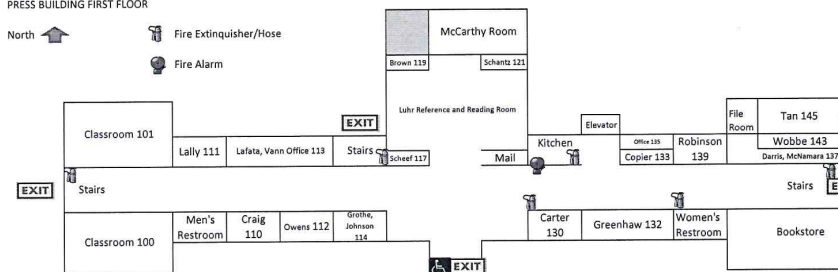 PRESS BUILDING FIRST FLOOR
North
Fire Extinquisher/Hose
Fire Alarm
McCarthy Room
Brown 119
Schantz 121
Luhr Reference and Reading Room
EXIT
Classroom 101
Lally 111
Lafata, Vann Office 113
Stairs
Scheef 117
Mail
Kitchen
Elevator
Office 135
Copier 133
Robinson
139
File
Room
Tan 145
Wobbe 143
Darris, McNamara 137
EXIT
Stairs
Stairs
Classroom 100
Men's
Restroom
Craig
110
Owens 112
Grothe,
Johnson
114
EXIT
Carter
130
Greenhaw 132
Women's
Restroom
Bookstore